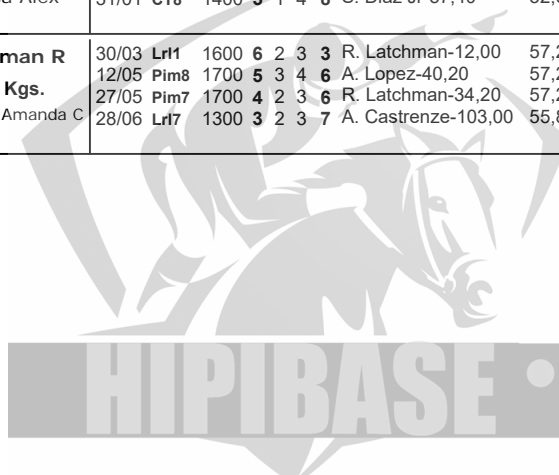 a Alex 31/01 C18 1400 5 1 4 8 C. Diaz Jr-37,10
man R 30/03 Lrl1 1600 6 2 3 3 R. Latchman-12,00 57,2
Kgs. 12/05 Pim8 1700 5 3 4 6 A. Lopez-40,20 57,2
27/05 Pim7 1700 4 2 3 6 R. Latchman-34,20 57,2
Amanda C 28/06 Lrl7 1300 3 2 3 7 A. Castrenze-103,00 55,8
HIPIBASE